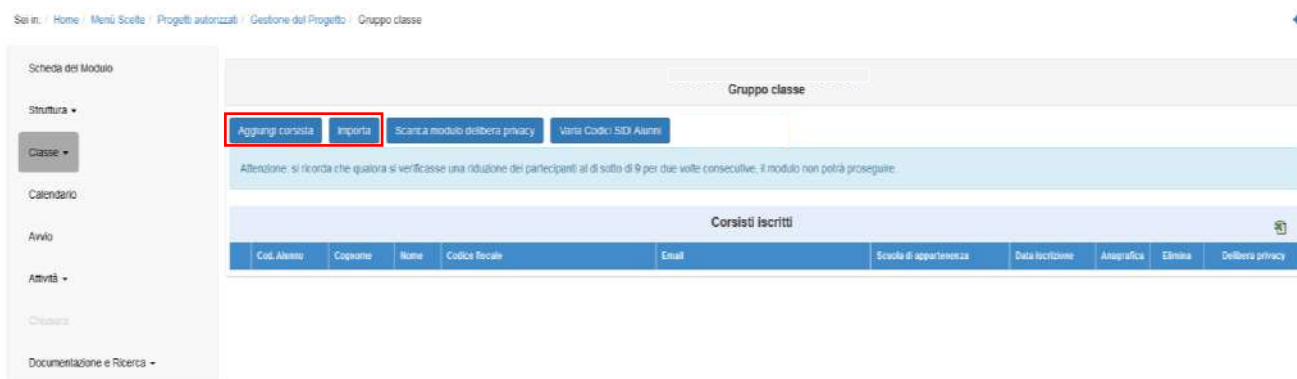 Sei in: / Home / Menù Scelte / Progetti autorizzati / Gestione del Progetto / Gruppo classe
Scheda del Modulo
Struttura
Classe
Calendario
Avvio
Attività
Chiusura
Documentazione e Ricerca
Gruppo classe
Aggiungi corsista Importa Scarica modulo delibera privacy Varia Codici SIDI Alunni
Attenzione: si ricorda che qualora si verificasse una riduzione dei partecipanti al di sotto di 9 per due volte consecutive, il modulo non potrà proseguire.
Corsisti iscritti
Cod. Alunno Cognome Nome Codice fiscale Email Scuola di appartenenza Data Iscrizione Anagrafica Elimina Delibera privacy